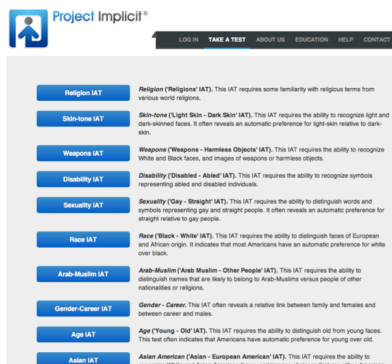 Project Implicit®
LOG IN TAKE A TEST ABOUT US EDUCATION HELP CONTACT
Religion IAT
Religion ('Religions' IAT). This IAT requires some familiarity with religious terms from
various world religions.
Skin-tone IAT
Skin-tone ('Light Skin - Dark Skin' IAT). This IAT requires the ability to recognize light and
dark-skinned faces. It often reveals an automatic preference for light-skin relative to dark-
skin.
Weapons IAT
Weapons ('Weapons - Harmless Objects' IAT). This IAT requires the ability to recognize
White and Black faces, and images of weapons or harmless objects.
Disability IAT
Disability ('Disabled - Abled' IAT). This IAT requires the ability to recognize symbols
representing abled and disabled individuals.
Sexuality IAT
Sexuality ('Gay - Straight' IAT). This IAT requires the ability to distinguish words and
symbols representing gay and straight people. It often reveals an automatic preference for
straight relative to gay people.
Race IAT
Race ('Black - White' IAT). This IAT requires the ability to distinguish faces of European
and African origin. It indicates that most Americans have an automatic preference for white
over black.
Arab-Muslim IAT
Arab-Muslim ('Arab Muslim - Other People' IAT). This IAT requires the ability to
distinguish names that are likely to belong to Arab-Muslims versus people of other
nationalities or religions.
Gender-Career IAT
Gender - Career. This IAT often reveals a relative link between family and females and
between career and males.
Age IAT
Age ('Young - Old' IAT). This IAT requires the ability to distinguish old from young faces.
This test often indicates that Americans have automatic preference for young over old.
Asian IAT
Asian American ('Asian - European American' IAT). This IAT requires the ability to